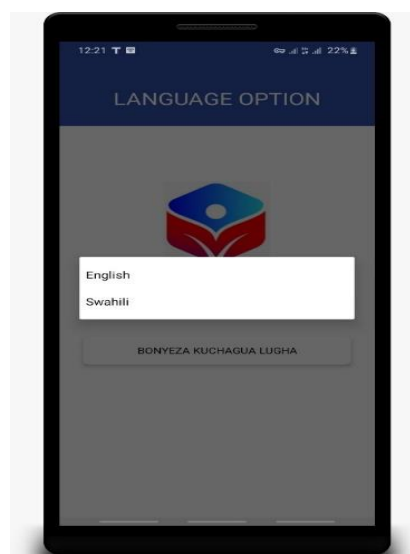 12:21 T 22%
LANGUAGE OPTION
English
Swahili
BONYEZA KUCHAGUA LUGHA